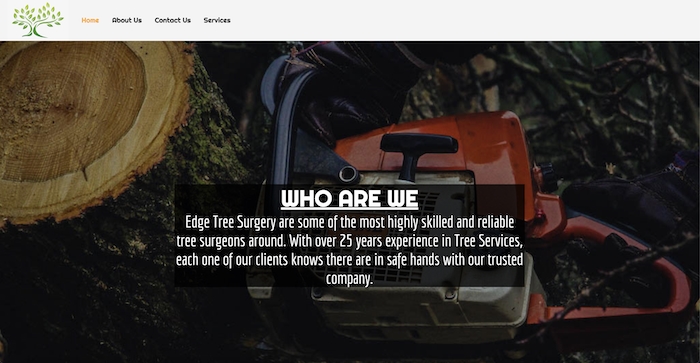 Home About Us Contact Us Services
WHO ARE WE
Edge Tree Surgery are some of the most highly skilled and reliable
tree surgeons around. With over 25 years experience in Tree Services,
each one of our clients knows there are in safe hands with our trusted
company.